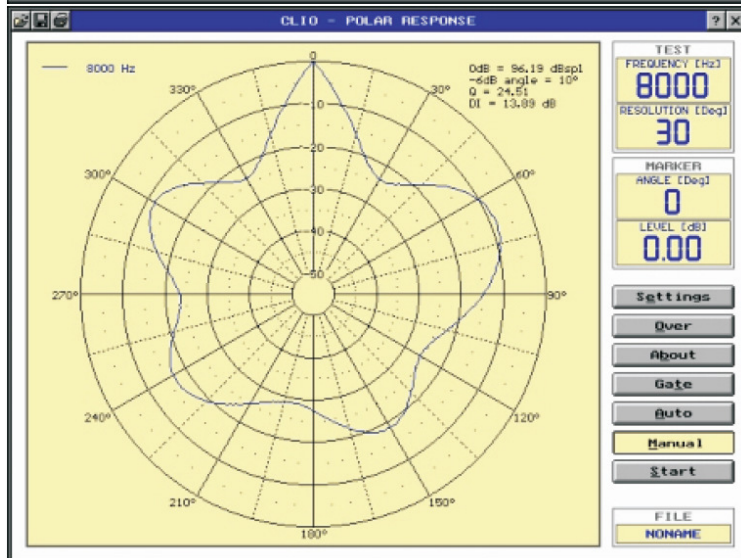 CLIO - POLAR RESPONSE
? X
8000 Hz
0dB = 96.19 dBspl
-6dB angle = 10°
Q = 24.51
DI = 13.89 dB
0
-10
-20
-30
-40
-50
330°
30°
300°
60°
270°
90°
240°
120°
210°
150°
180°
TEST
FREQUENCY [Hz]
8000
RESOLUTION [Deg]
30
MARKER
ANGLE [Deg]
0
LEVEL [dB]
0.00
Settings
Over
About
Gate
Auto
Manual
Start
FILE
NONAME